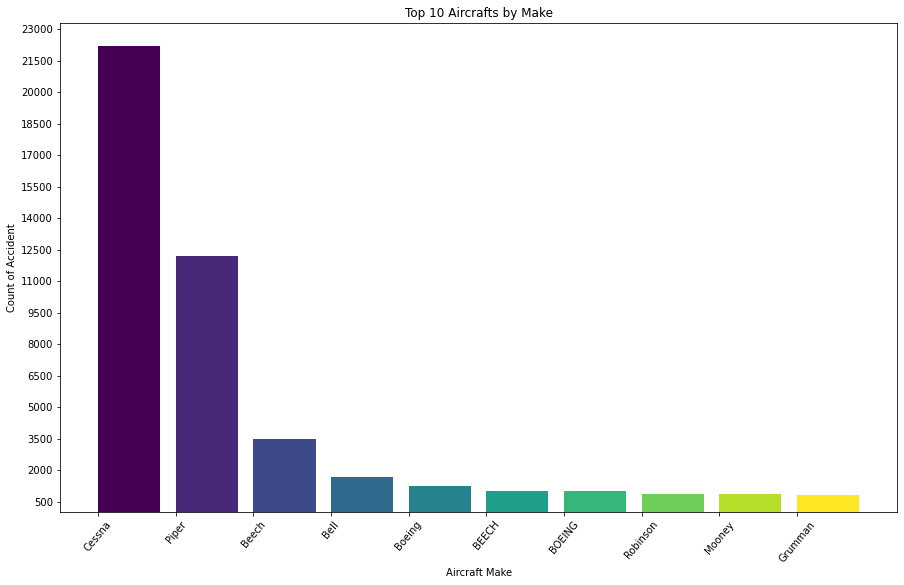 Top 10 Aircrafts by Make
23000
21500
20000
18500
17000
15500
14000
12500
11000
9500
8000
6500
5000
3500
2000
500
Count of Accident
Cessna
Piper
Beech
Bell
Boeing
BEECH
BOEING
Robinson
Mooney
Grumman
Aircraft Make